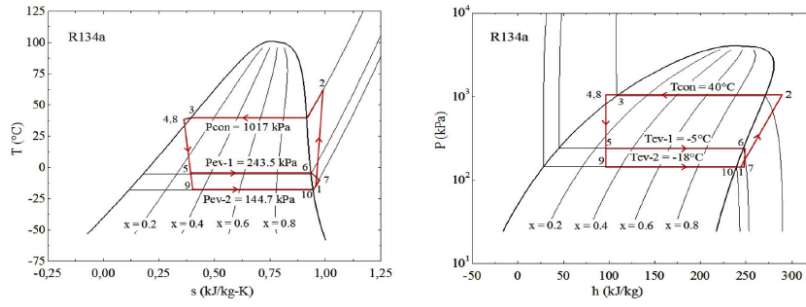 R134a
125
100
75
50
25
0
-25
-50
-75
T (°C)
2
3
4,8
Pcon = 1017 kPa
Pev-1 = 243.5 kPa
5
6
7
9
10
1
Pev-2 = 144.7 kPa
x = 0.2
x = 0.4
x = 0.6
x = 0.8
-0,25
0,00
0,25
0,50
0,75
1,00
1,25
s (kJ/kg-K)
R134a
10⁴
10³
10²
10¹
P (kPa)
Tcon = 40°C
4,8
3
2
Tev-1 = -5°C
5
6
Tev-2 = -18°C
9
10
1
7
x = 0.2
x = 0.4
x = 0.6
x = 0.8
-50
0
50
100
150
200
250
300
h (kJ/kg)